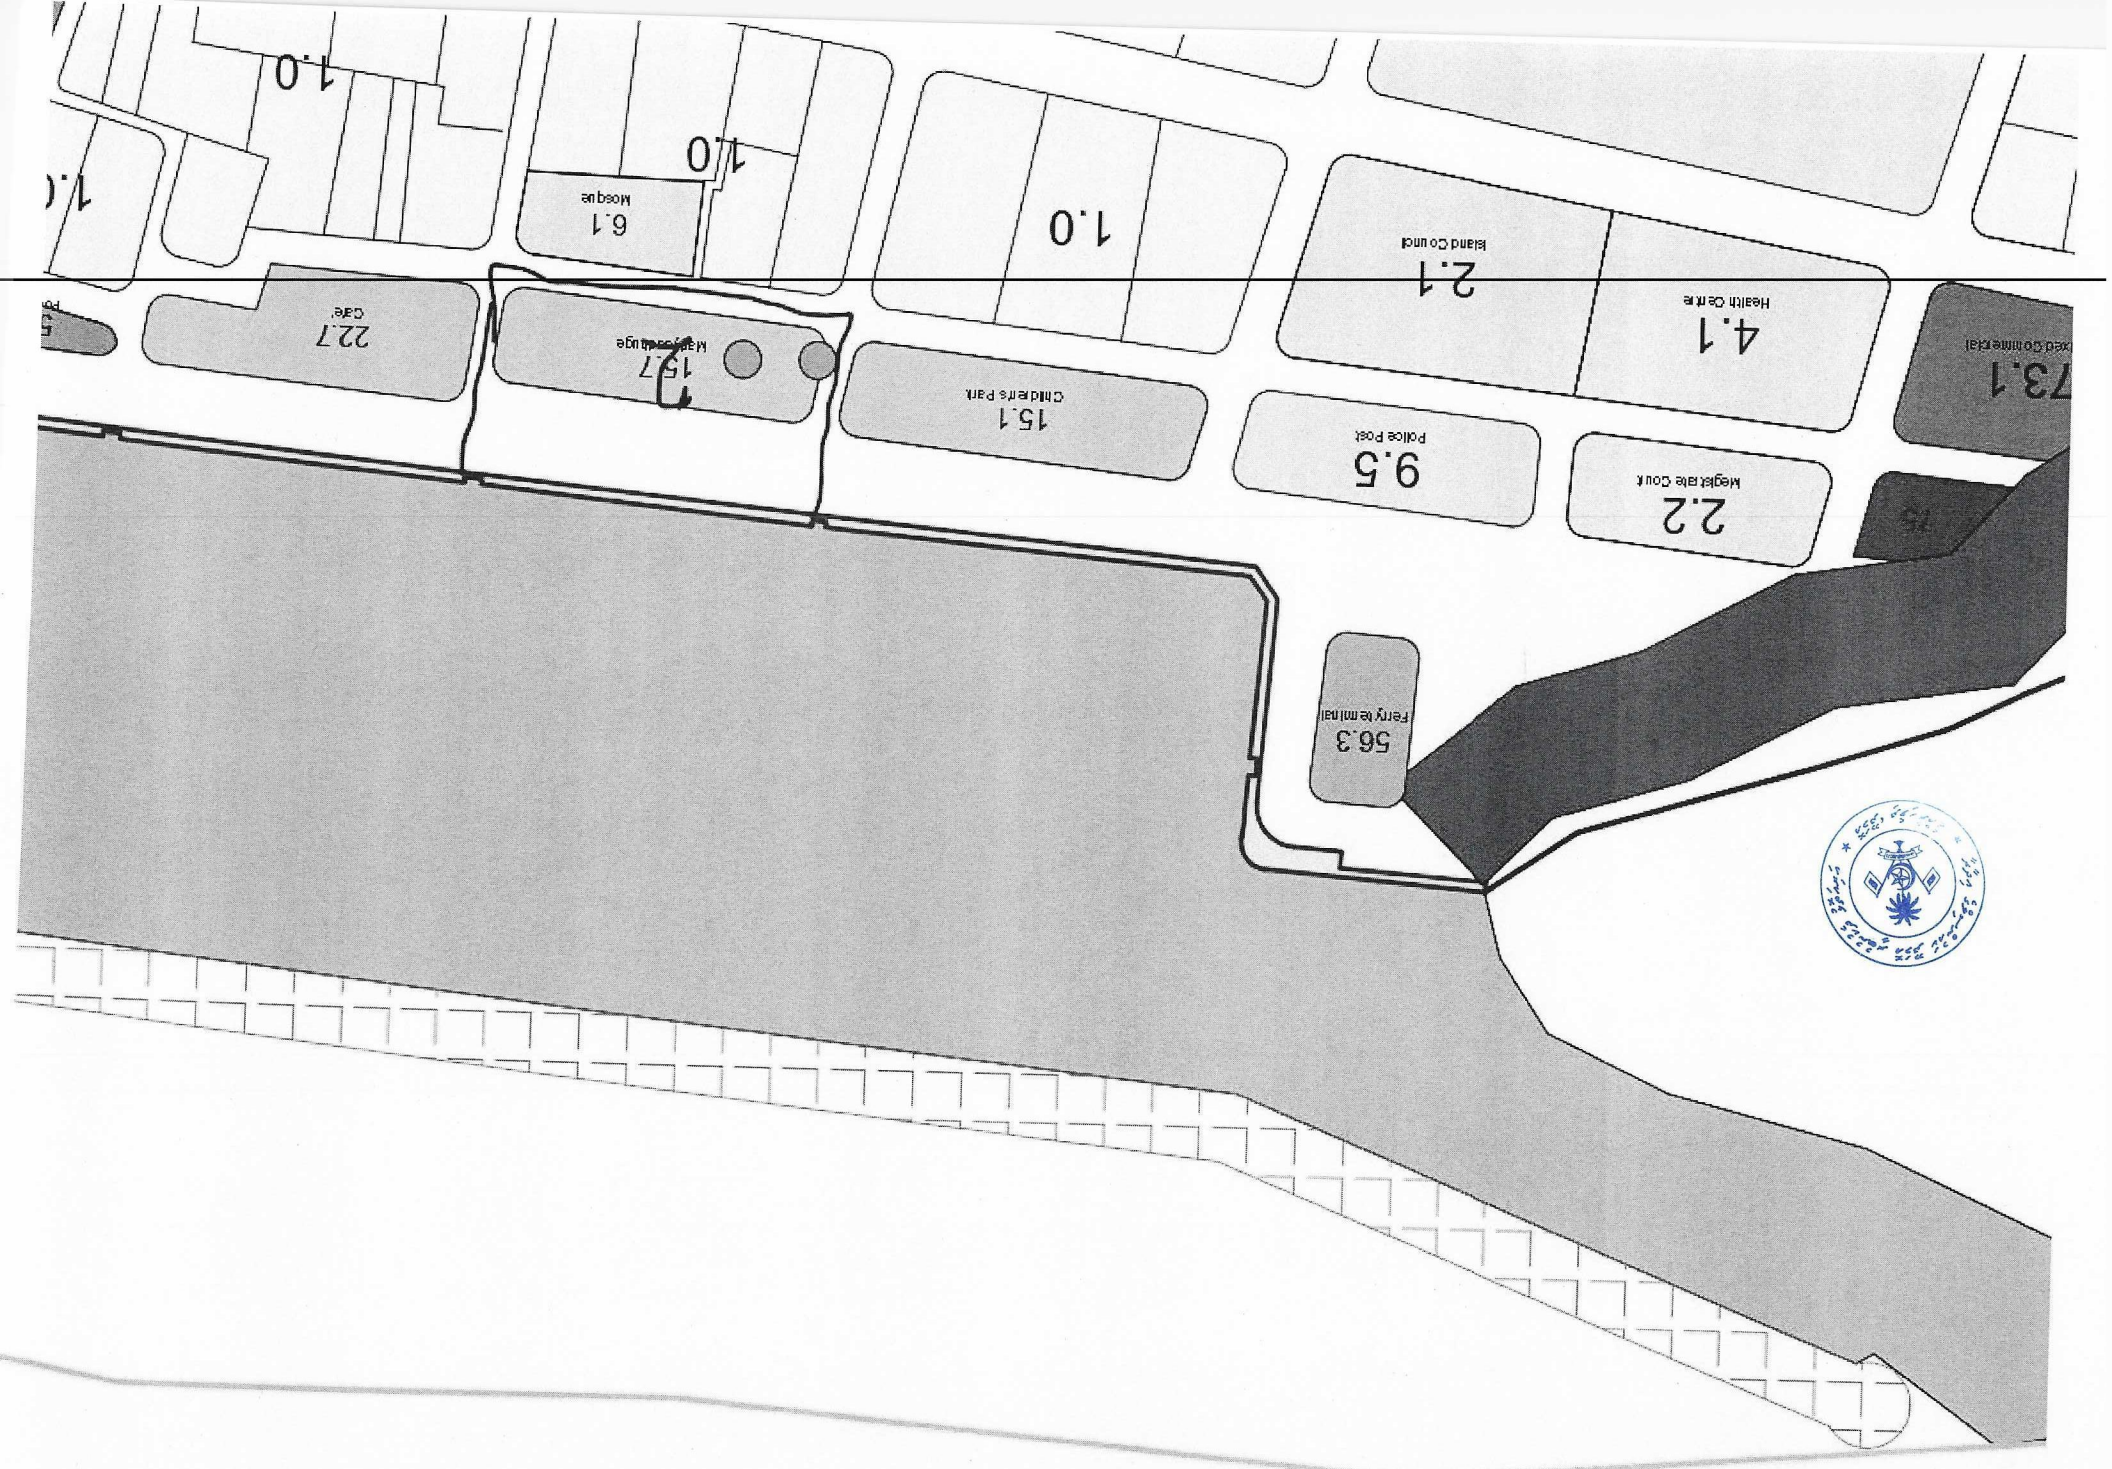 1.0
1.0
1.0
1.0
6.1
Mosque
2.1
Island Council
4.1
Health Centre
73.1
22.7
Cafe'
15.7
15.1
Children's Park
9.5
Police Post
2.2
Megistrate Court
75
56.3
Ferry terminal